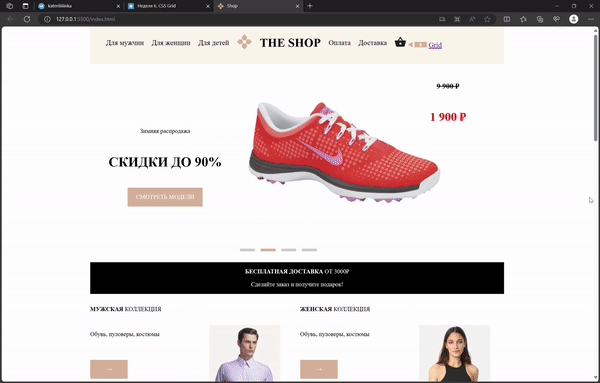 katerililinka
Неделя 6. CSS Grid
Shop
127.0.0.1:5500/index.html
Для мужчин Для женщин Для детей THE SHOP Оплата Доставка Grid
9 900 ₽
1 900 ₽
Зимняя распродажа
СКИДКИ ДО 90%
СМОТРЕТЬ МОДЕЛИ
БЕСПЛАТНАЯ ДОСТАВКА ОТ 3000₽
Сделайте заказ и получите подарок!
МУЖСКАЯ КОЛЛЕКЦИЯ
Обувь, пуловеры, костюмы
→
ЖЕНСКАЯ КОЛЛЕКЦИЯ
Обувь, пуловеры, костюмы
→